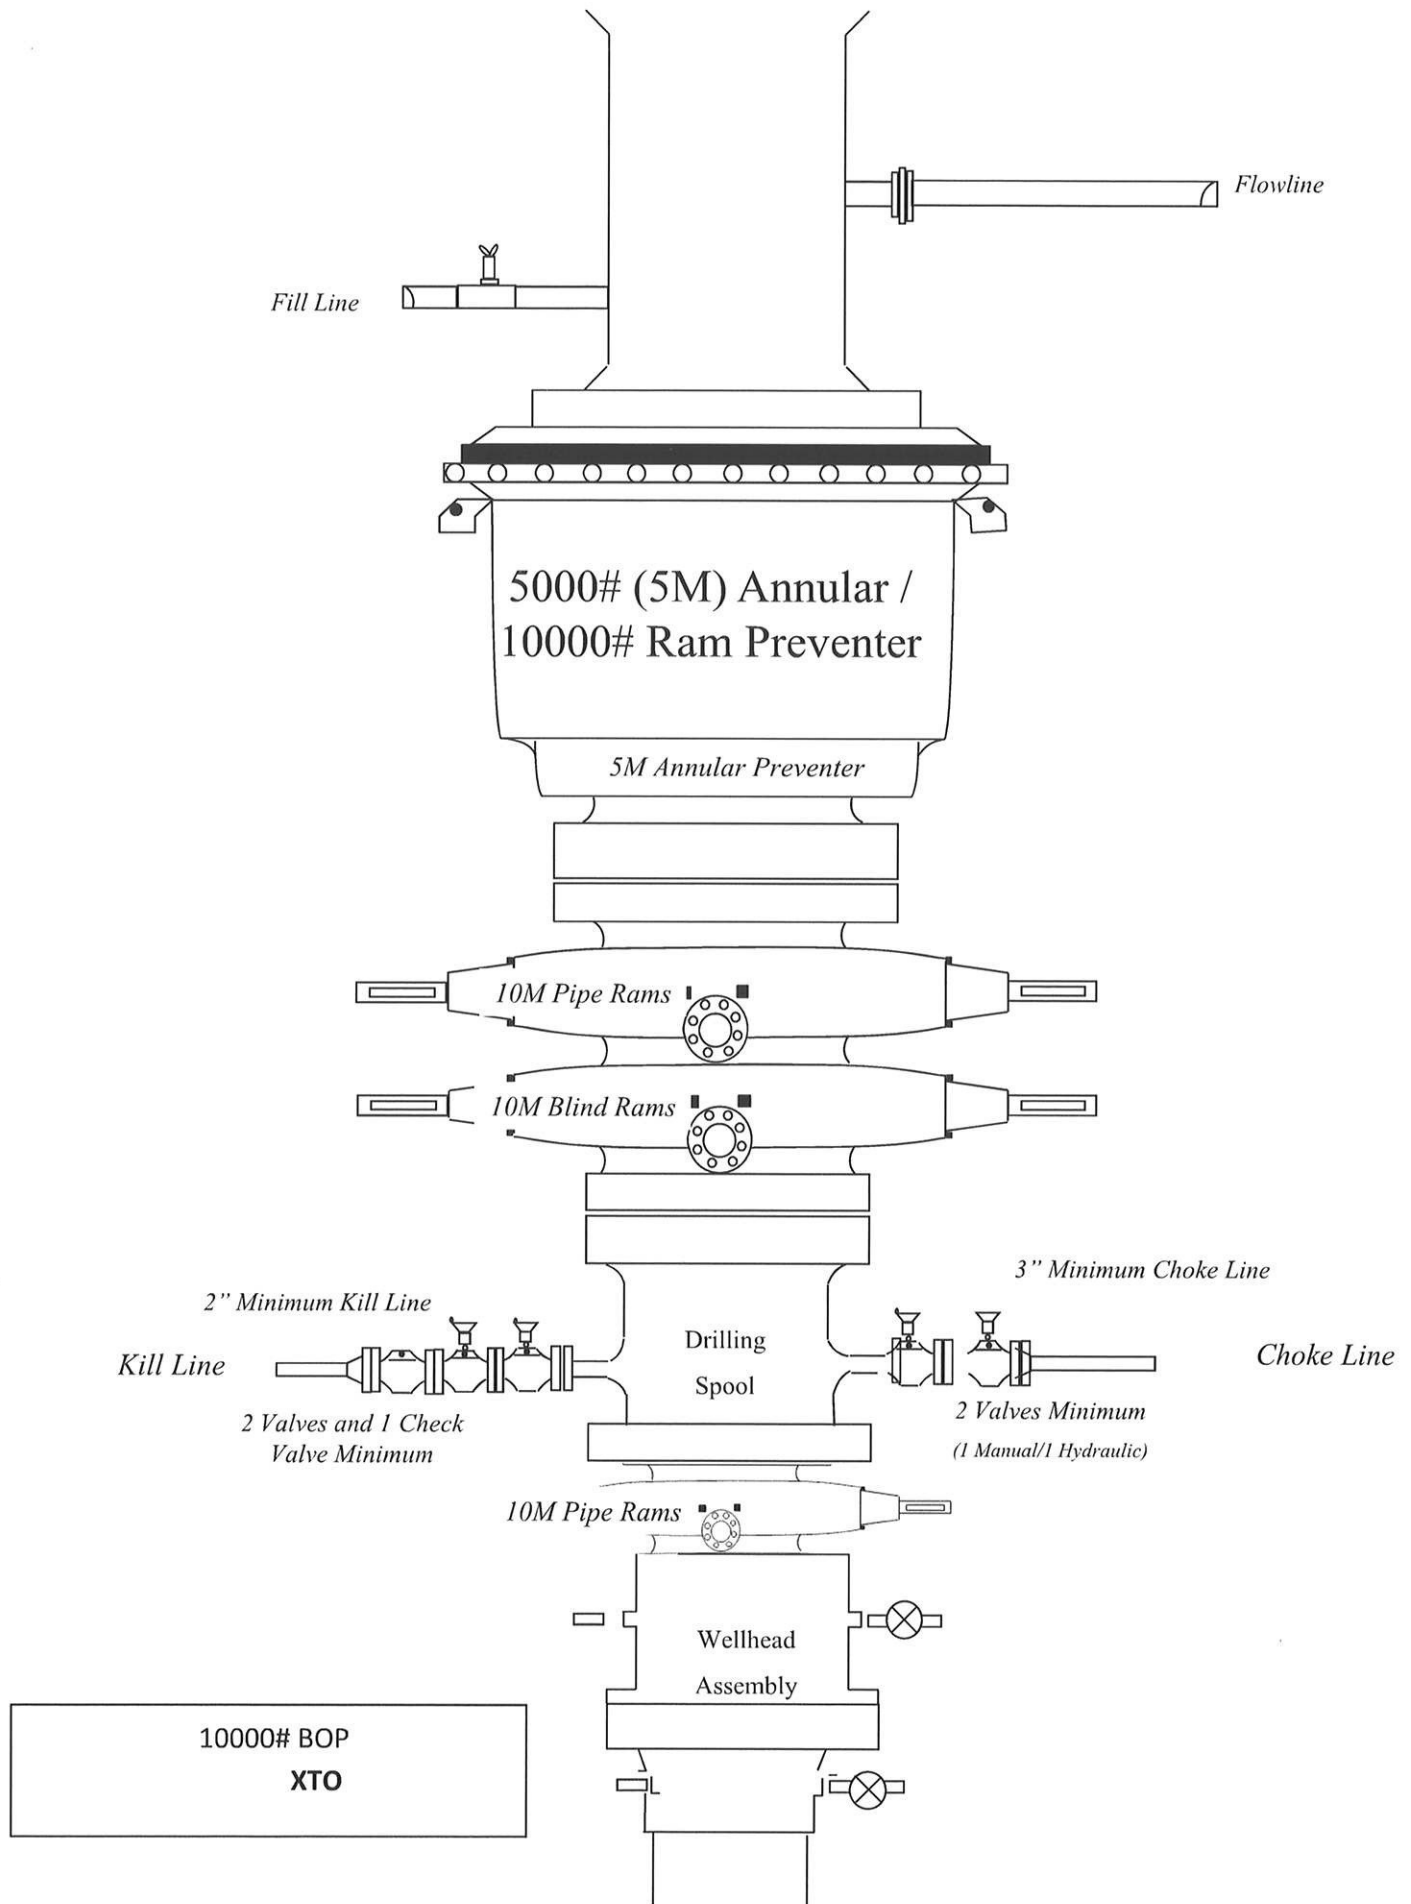 Flowline
Fill Line
5000# (5M) Annular /
10000# Ram Preventer
5M Annular Preventer
10M Pipe Rams
10M Blind Rams
3” Minimum Choke Line
2” Minimum Kill Line
Drilling
Spool
Kill Line
Choke Line
2 Valves and 1 Check
Valve Minimum
2 Valves Minimum
(1 Manual/1 Hydraulic)
10M Pipe Rams
Wellhead
Assembly
10000# BOP
XTO